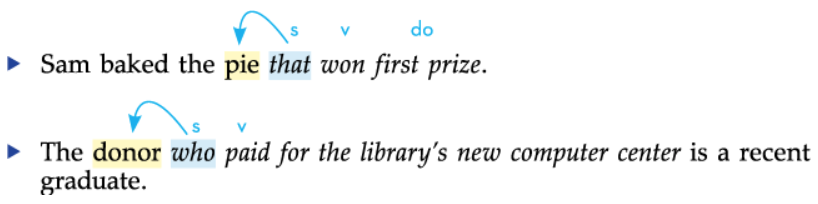 s v do
▶ Sam baked the pie that won first prize.
s v
▶ The donor who paid for the library's new computer center is a recent
graduate.